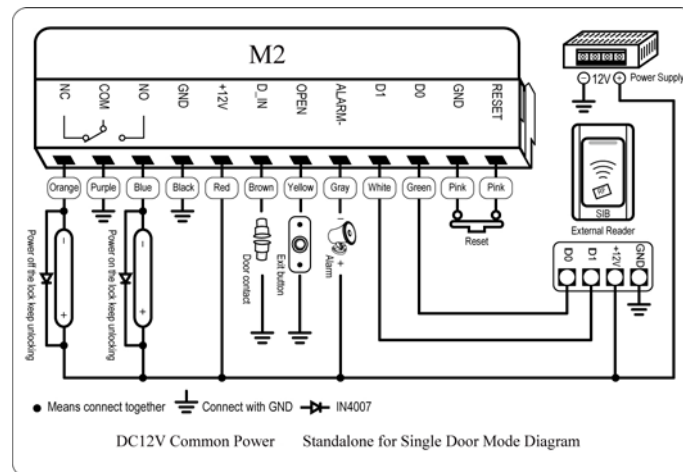 M2
NC COM NO GND +12V D_IN OPEN ALARM- D1 D0 GND RESET
12V Power Supply
Orange Purple Blue Black Red Brown Yellow Gray White Green Pink Pink
SIB
External Reader
Reset
Power off the lock keep unlocking
Power on the lock keep unlocking
Door contact
Exit button
Alarm
D0 D1 +12V GND
Means connect together Connect with GND IN4007
DC12V Common Power Standalone for Single Door Mode Diagram